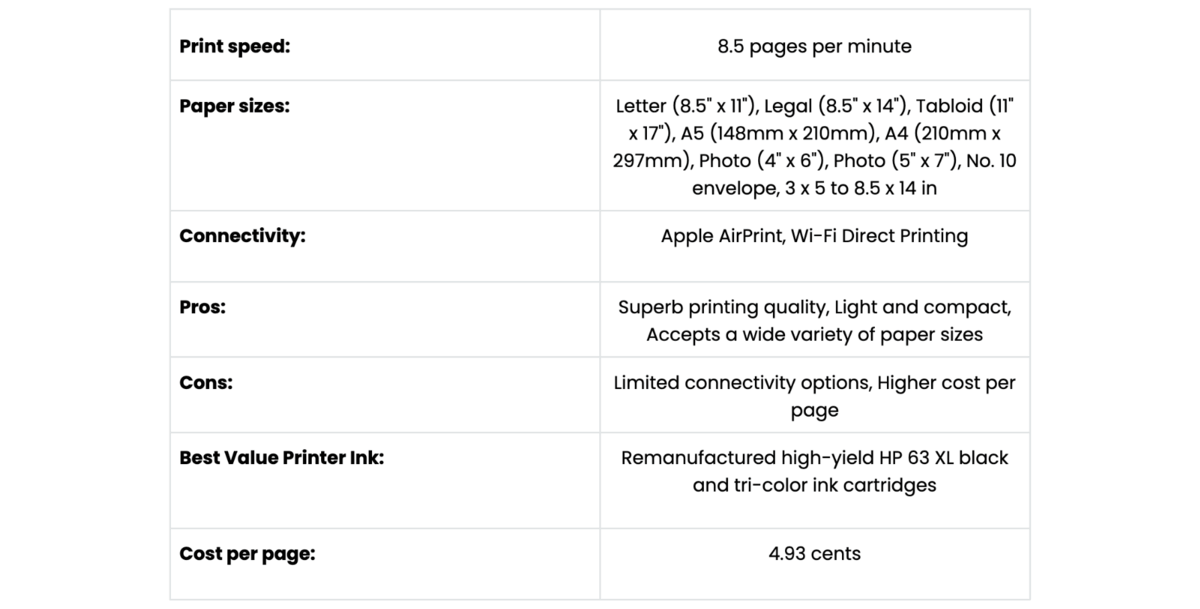 Print speed:
8.5 pages per minute
Paper sizes:
Letter (8.5" x 11"), Legal (8.5" x 14"), Tabloid (11"
x 17"), A5 (148mm x 210mm), A4 (210mm x
297mm), Photo (4" x 6"), Photo (5" x 7"), No. 10
envelope, 3 x 5 to 8.5 x 14 in
Connectivity:
Apple AirPrint, Wi-Fi Direct Printing
Pros:
Superb printing quality, Light and compact,
Accepts a wide variety of paper sizes
Cons:
Limited connectivity options, Higher cost per
page
Best Value Printer Ink:
Remanufactured high-yield HP 63 XL black
and tri-color ink cartridges
Cost per page:
4.93 cents